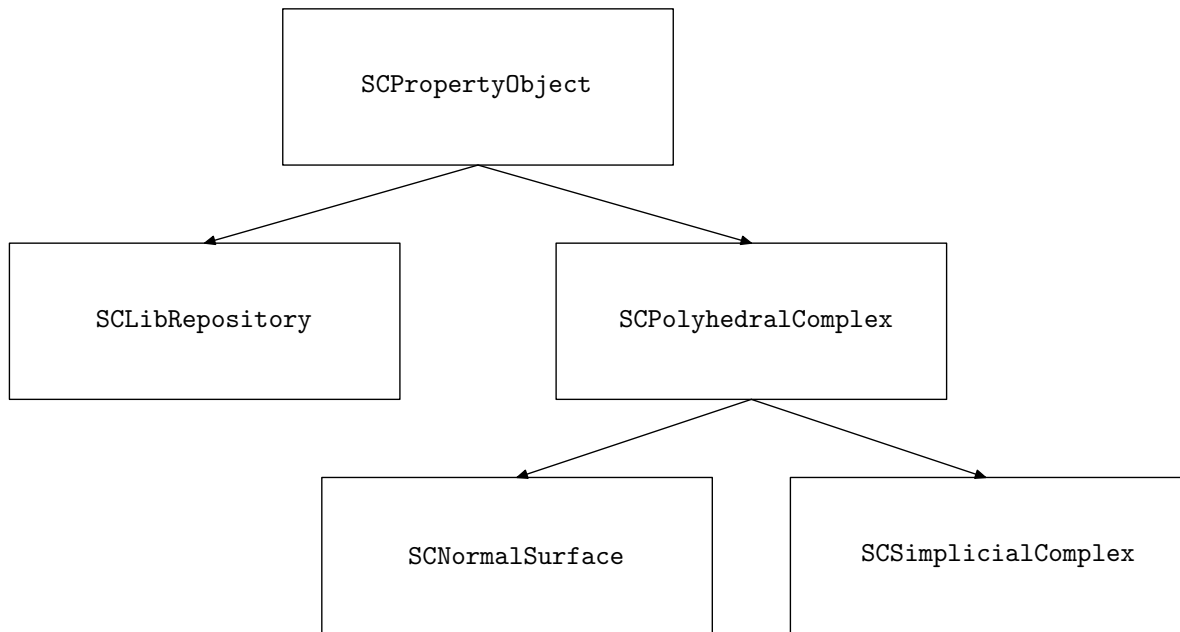 SCPropertyObject
SCLibRepository
SCPolyhedralComplex
SCNormalSurface
SCSimplicialComplex